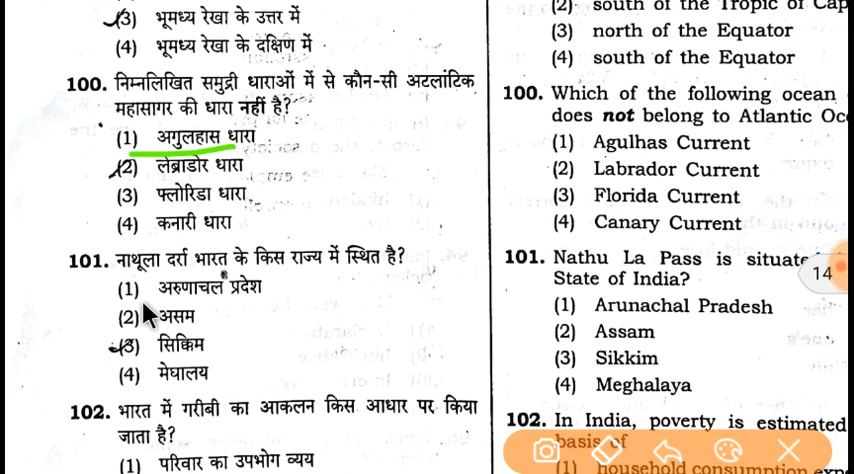 (3) भूमध्य रेखा के उत्तर में
(4) भूमध्य रेखा के दक्षिण में
100. निम्नलिखित समुद्री धाराओं में से कौन-सी अटलांटिक
महासागर की धारा नहीं है?
(1) अगुलहास धारा
(2) लेब्राडोर धारा
(3) फ्लोरिडा धारा
(4) कनारी धारा
101. नाथूला दर्रा भारत के किस राज्य में स्थित है?
(1) अरुणाचल प्रदेश
(2) असम
(3) सिक्किम
(4) मेघालय
102. भारत में गरीबी का आकलन किस आधार पर किया
जाता है?
(1) परिवार का उपभोग व्यय
(2) south of the Tropic of Cap
(3) north of the Equator
(4) south of the Equator
100. Which of the following ocean
does not belong to Atlantic Oc
(1) Agulhas Current
(2) Labrador Current
(3) Florida Current
(4) Canary Current
101. Nathu La Pass is situate
State of India?
(1) Arunachal Pradesh
(2) Assam
(3) Sikkim
(4) Meghalaya
102. In India, poverty is estimated
basis of
(1) household consumption exp
14